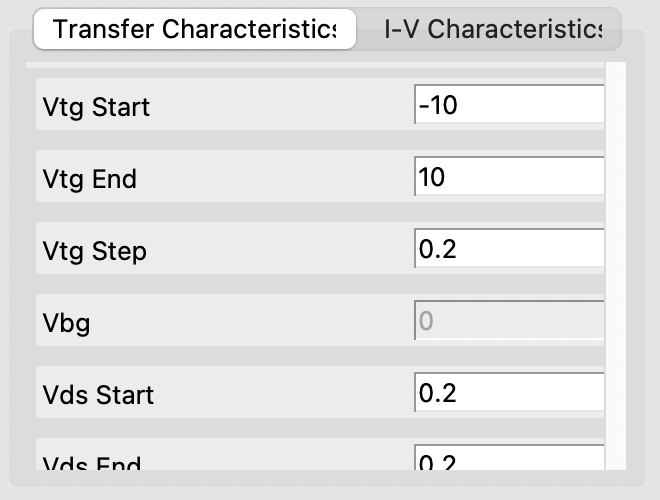 Transfer Characteristics I-V Characteristics
Vtg Start -10
Vtg End 10
Vtg Step 0.2
Vbg 0
Vds Start 0.2
Vds End 0.2